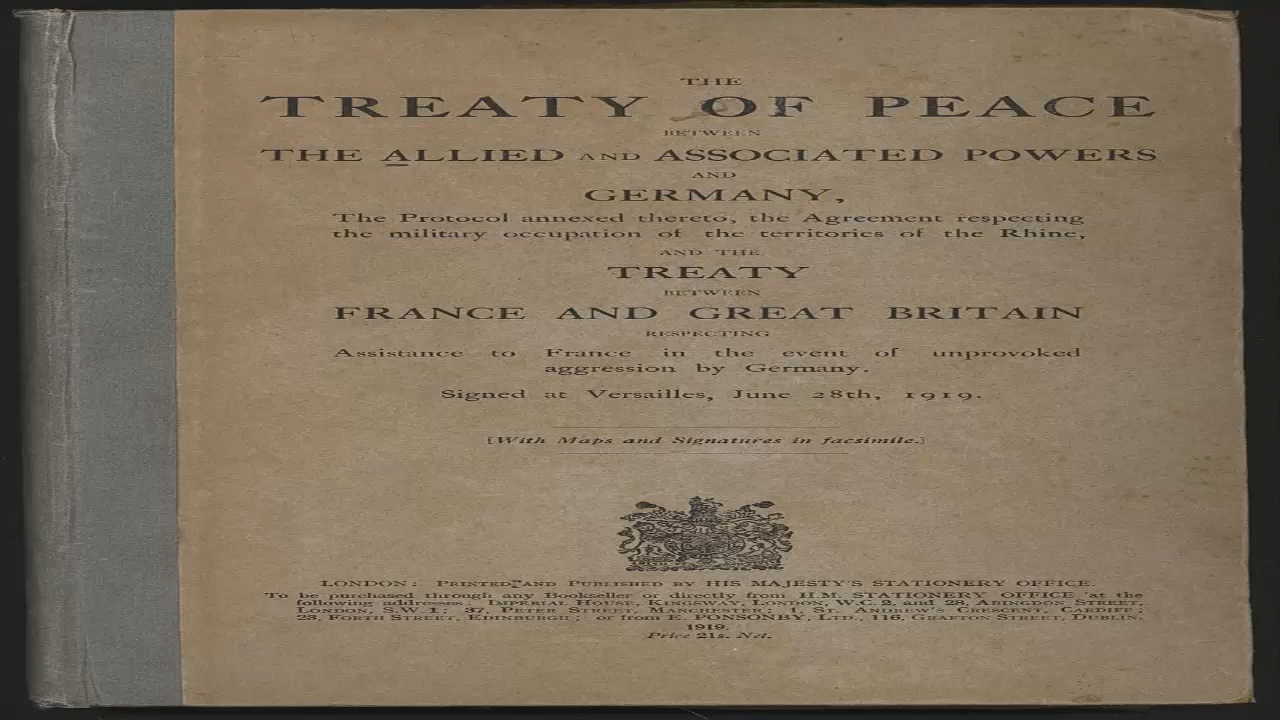 THE
TREATY OF PEACE
BETWEEN
THE ALLIED AND ASSOCIATED POWERS
AND
GERMANY,
The Protocol annexed thereto, the Agreement respecting
the military occupation of the territories of the Rhine,
AND THE
TREATY
BETWEEN
FRANCE AND GREAT BRITAIN
RESPECTING
Assistance to France in the event of unprovoked
aggression by Germany.
Signed at Versailles, June 28th, 1919.
[With Maps and Signatures in facsimile.]
LONDON: PRINTED AND PUBLISHED BY HIS MAJESTY'S STATIONERY OFFICE.
To be purchased through any Bookseller or directly from H.M. STATIONERY OFFICE at the
following addresses: IMPERIAL HOUSE, KINGSWAY, LONDON, W.C. 2, and 28, ABINGDON STREET,
LONDON, S.W. 1; 37, PETER STREET, MANCHESTER; 1, ST. ANDREW'S CRESCENT, CARDIFF;
23, FORTH STREET, EDINBURGH; or from E. PONSONBY, LTD., 116, GRAFTON STREET, DUBLIN.
1919.
Price 21s. Net.